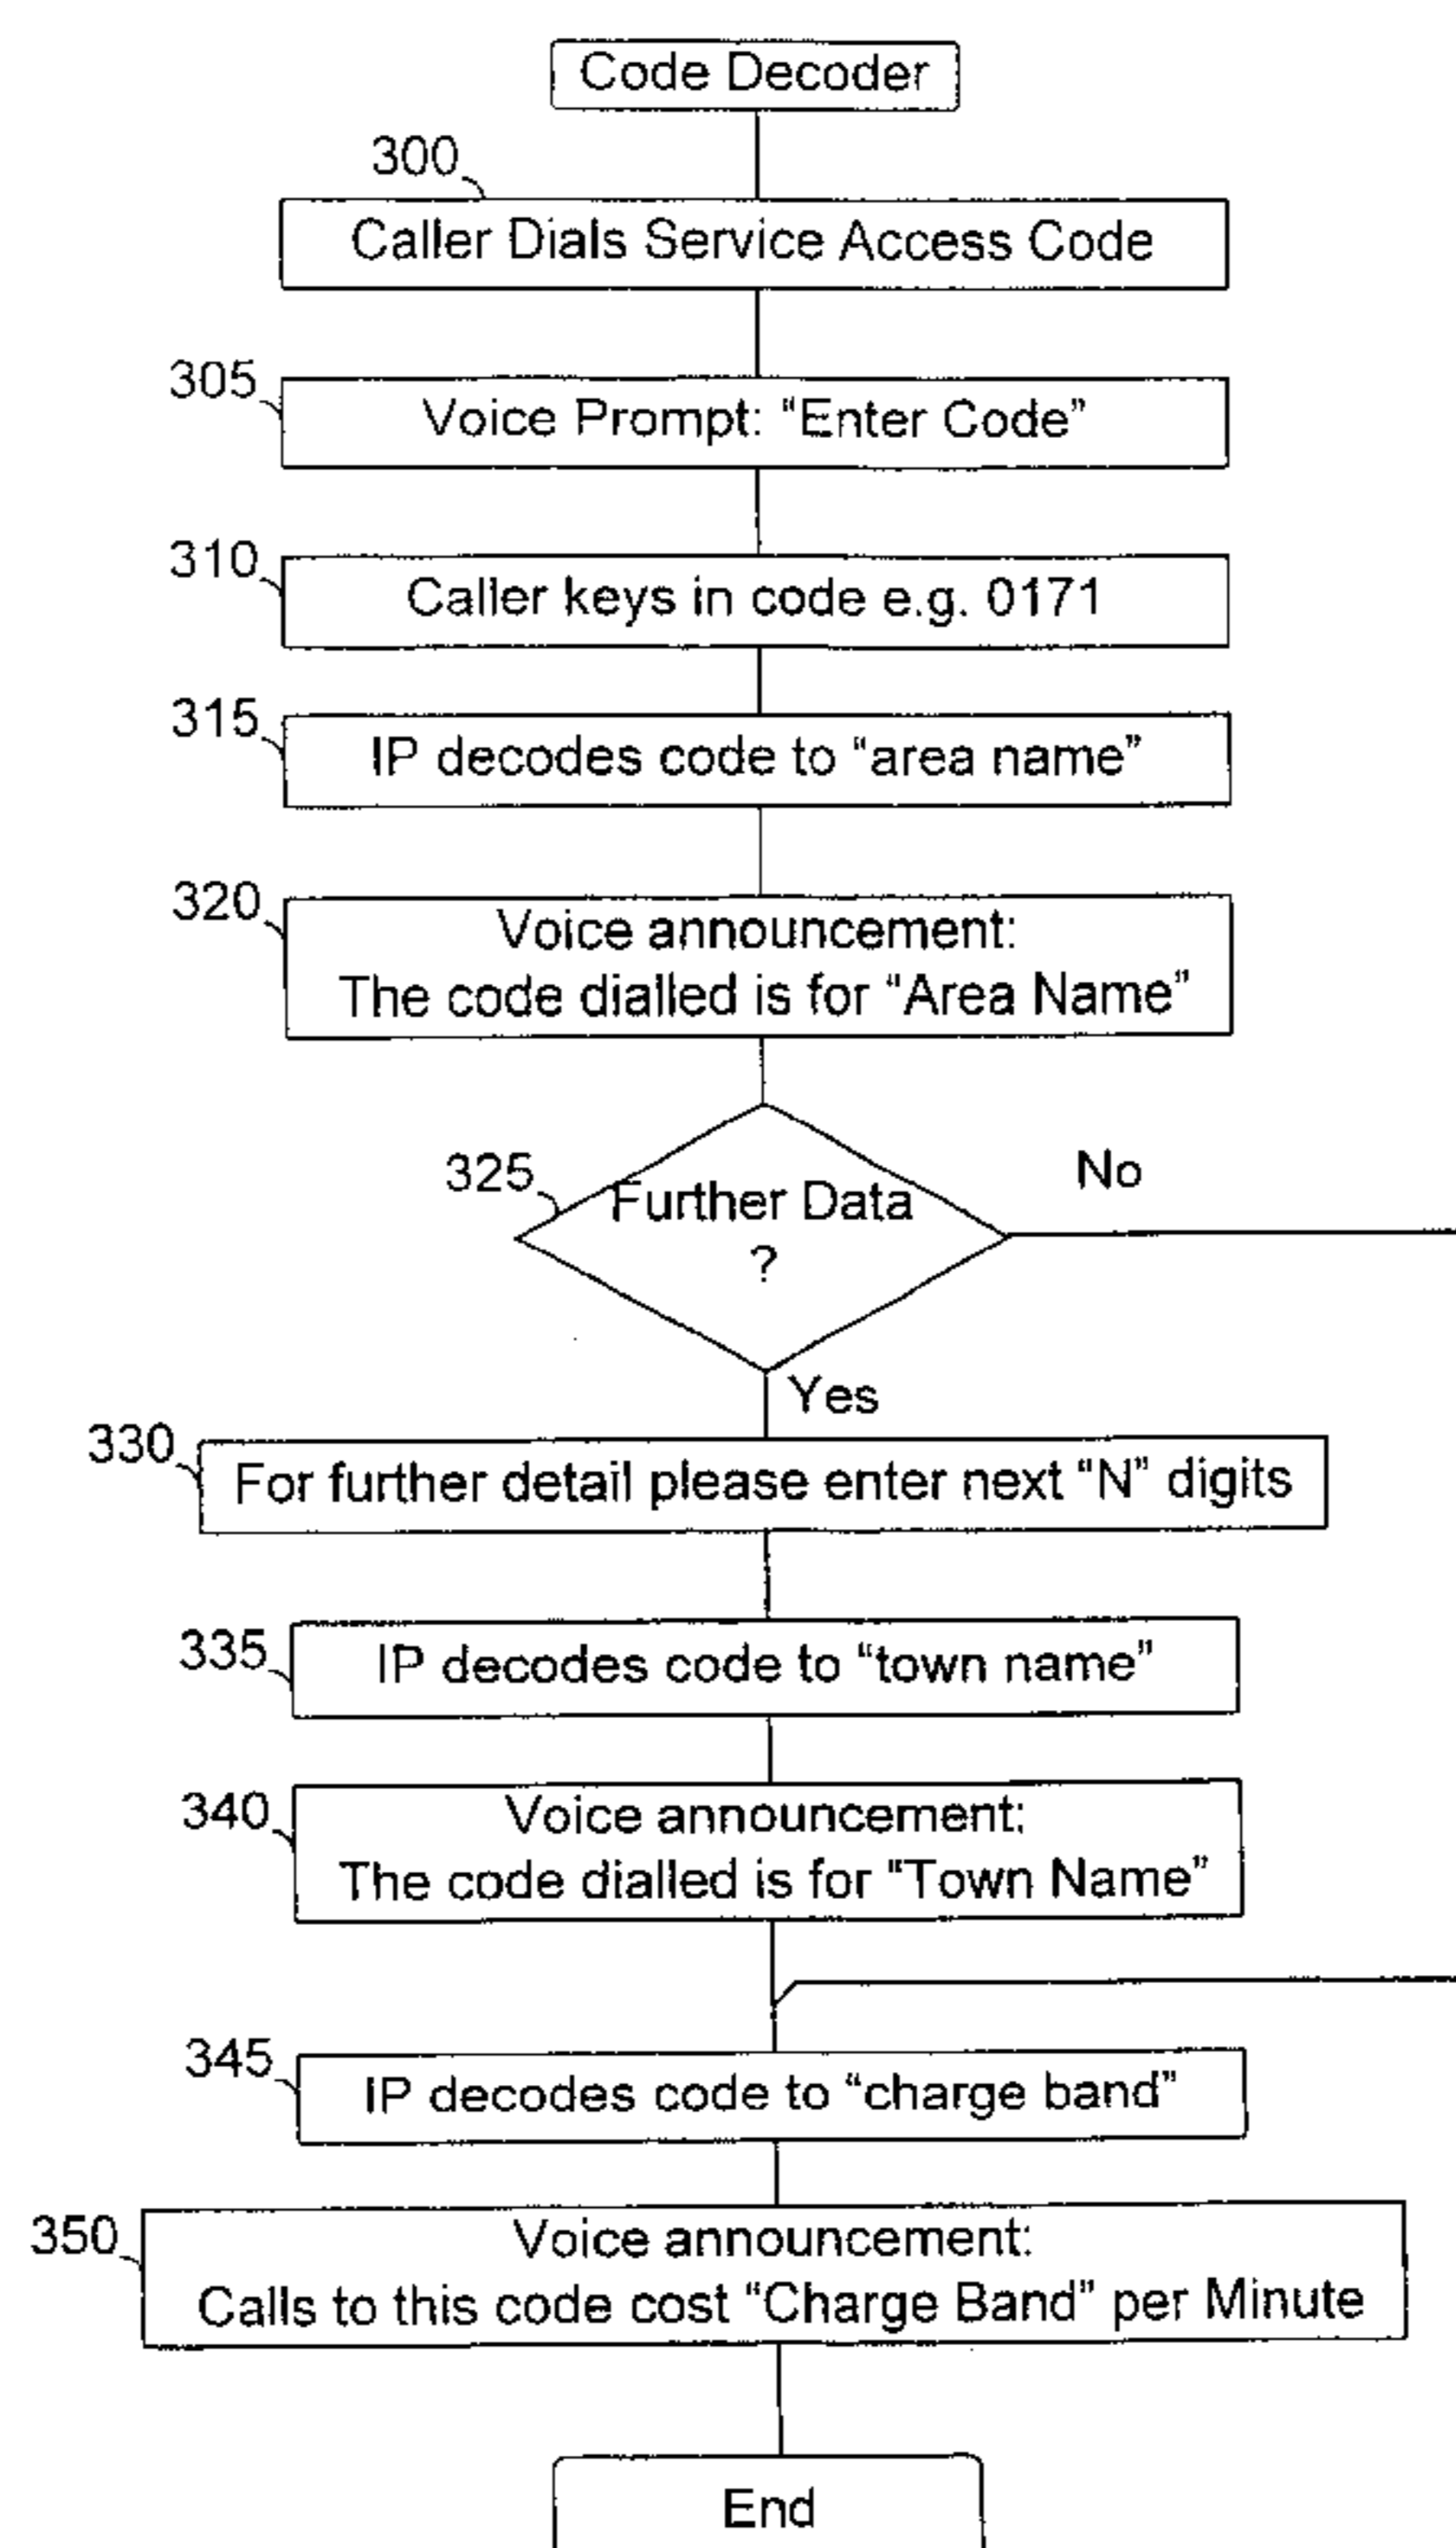 Code Decoder
300
Caller Dials Service Access Code
305
Voice Prompt: “Enter Code”
310
Caller keys in code e.g. 0171
315
IP decodes code to “area name”
320
Voice announcement:
The code dialled is for “Area Name”
325
Further Data
?
No
Yes
330
For further detail please enter next “N” digits
335
IP decodes code to “town name”
340
Voice announcement:
The code dialled is for “Town Name”
345
IP decodes code to “charge band”
350
Voice announcement:
Calls to this code cost “Charge Band” per Minute
End